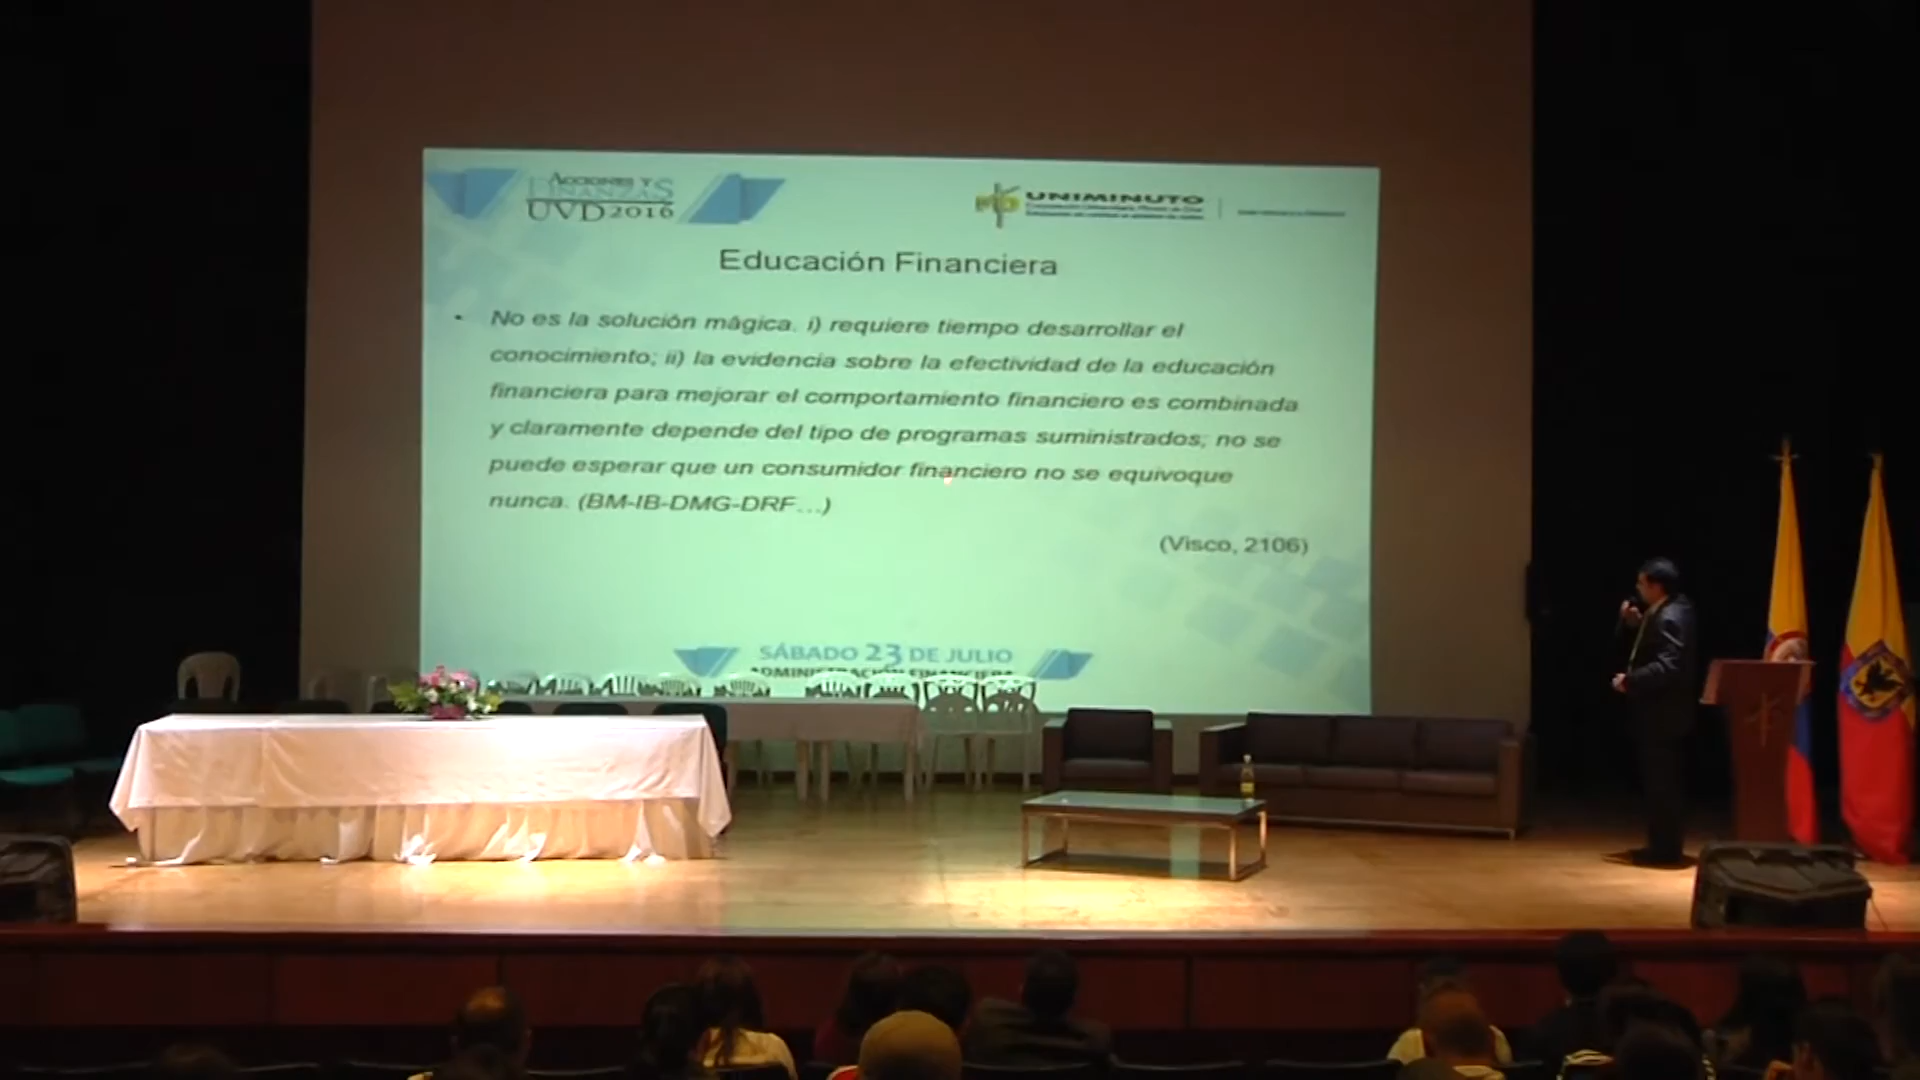 ACCIONES Y
FINANZAS
UVD2016
UNIMINUTO
Educación Financiera
• No es la solución mágica. i) requiere tiempo desarrollar el
conocimiento; ii) la evidencia sobre la efectividad de la educación
financiera para mejorar el comportamiento financiero es combinada
y claramente depende del tipo de programas suministrados; no se
puede esperar que un consumidor financiero no se equivoque
nunca. (BM-IB-DMG-DRF…)
(Visco, 2106)
SÁBADO 23 DE JULIO
ADMINISTRACIÓN FINANCIERA